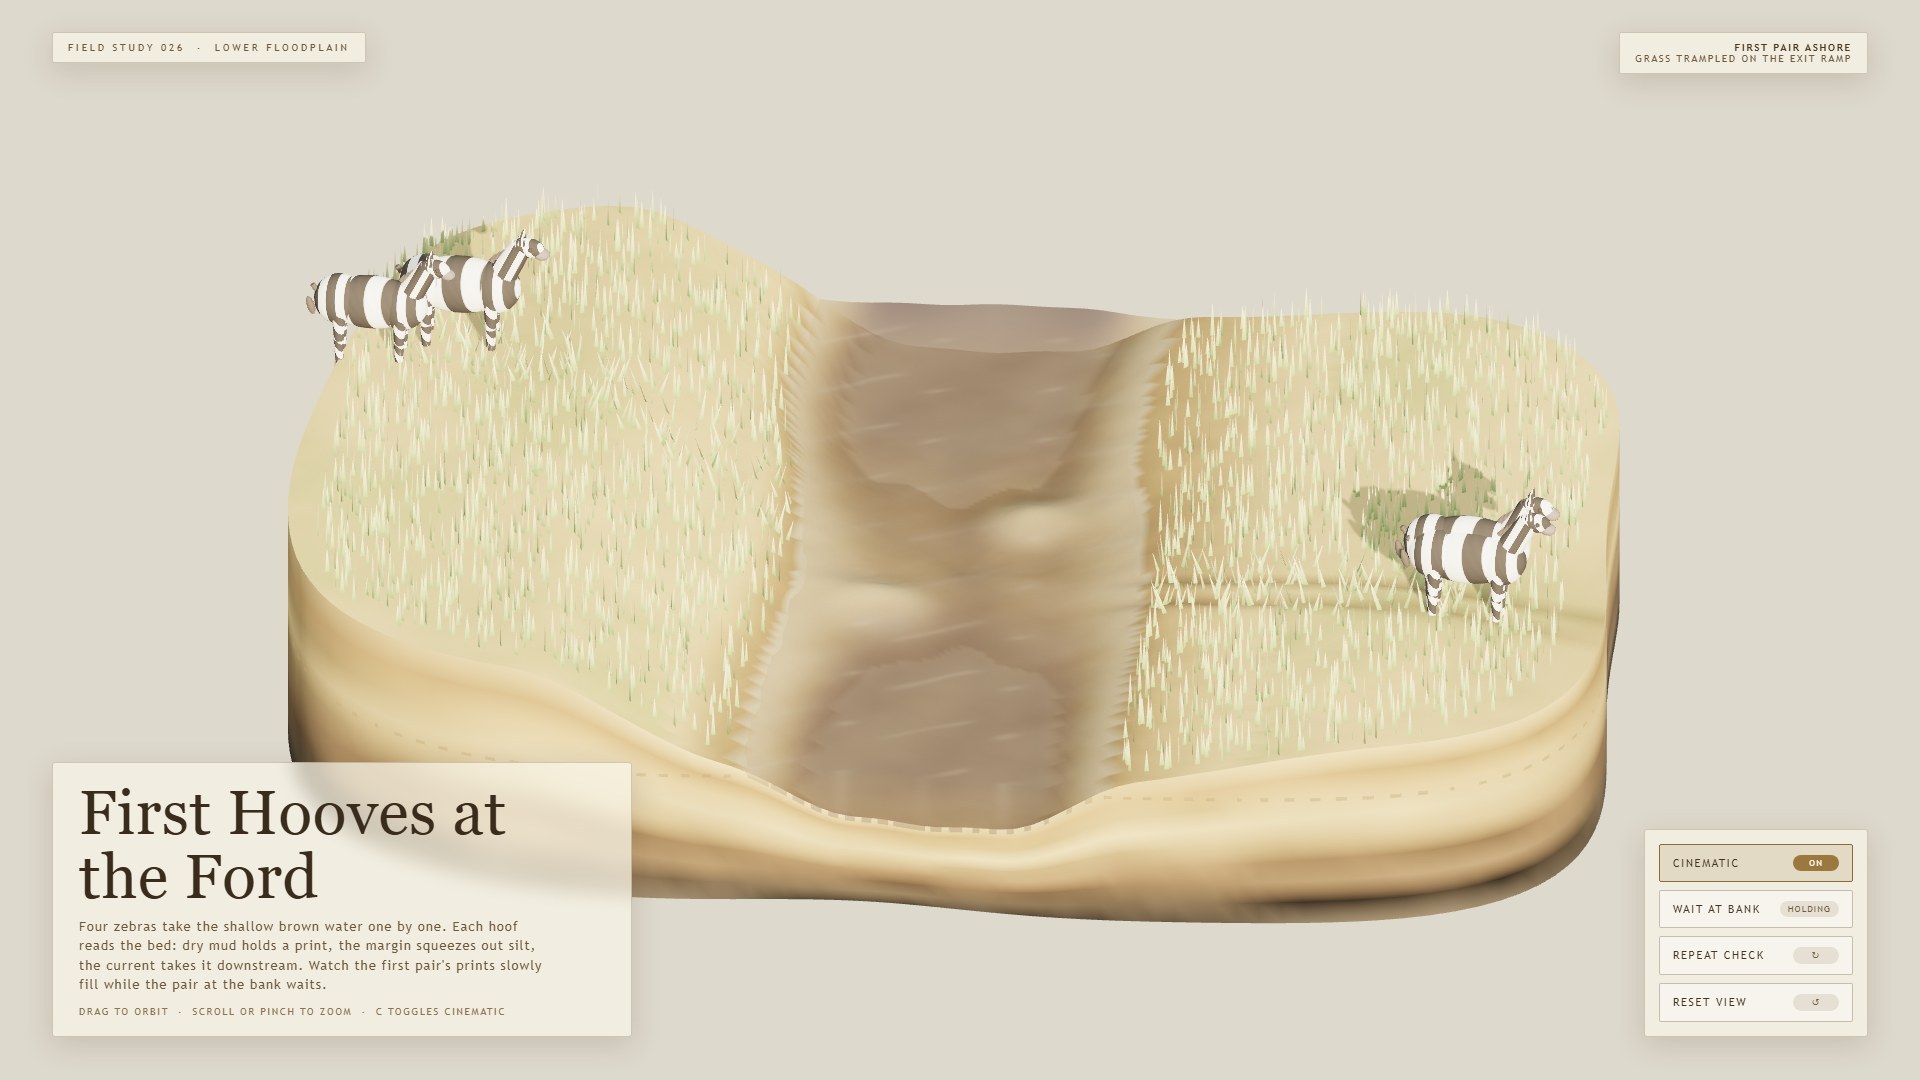 FIELD STUDY 026 · LOWER FLOODPLAIN
FIRST PAIR ASHORE
GRASS TRAMPLED ON THE EXIT RAMP
First Hooves at
the Ford
Four zebras take the shallow brown water one by one. Each hoof
reads the bed: dry mud holds a print, the margin squeezes out silt,
the current takes it downstream. Watch the first pair's prints slowly
fill while the pair at the bank waits.
DRAG TO ORBIT · SCROLL OR PINCH TO ZOOM · C TOGGLES CINEMATIC
CINEMATIC ON
WAIT AT BANK HOLDING
REPEAT CHECK ↻
RESET VIEW ↺